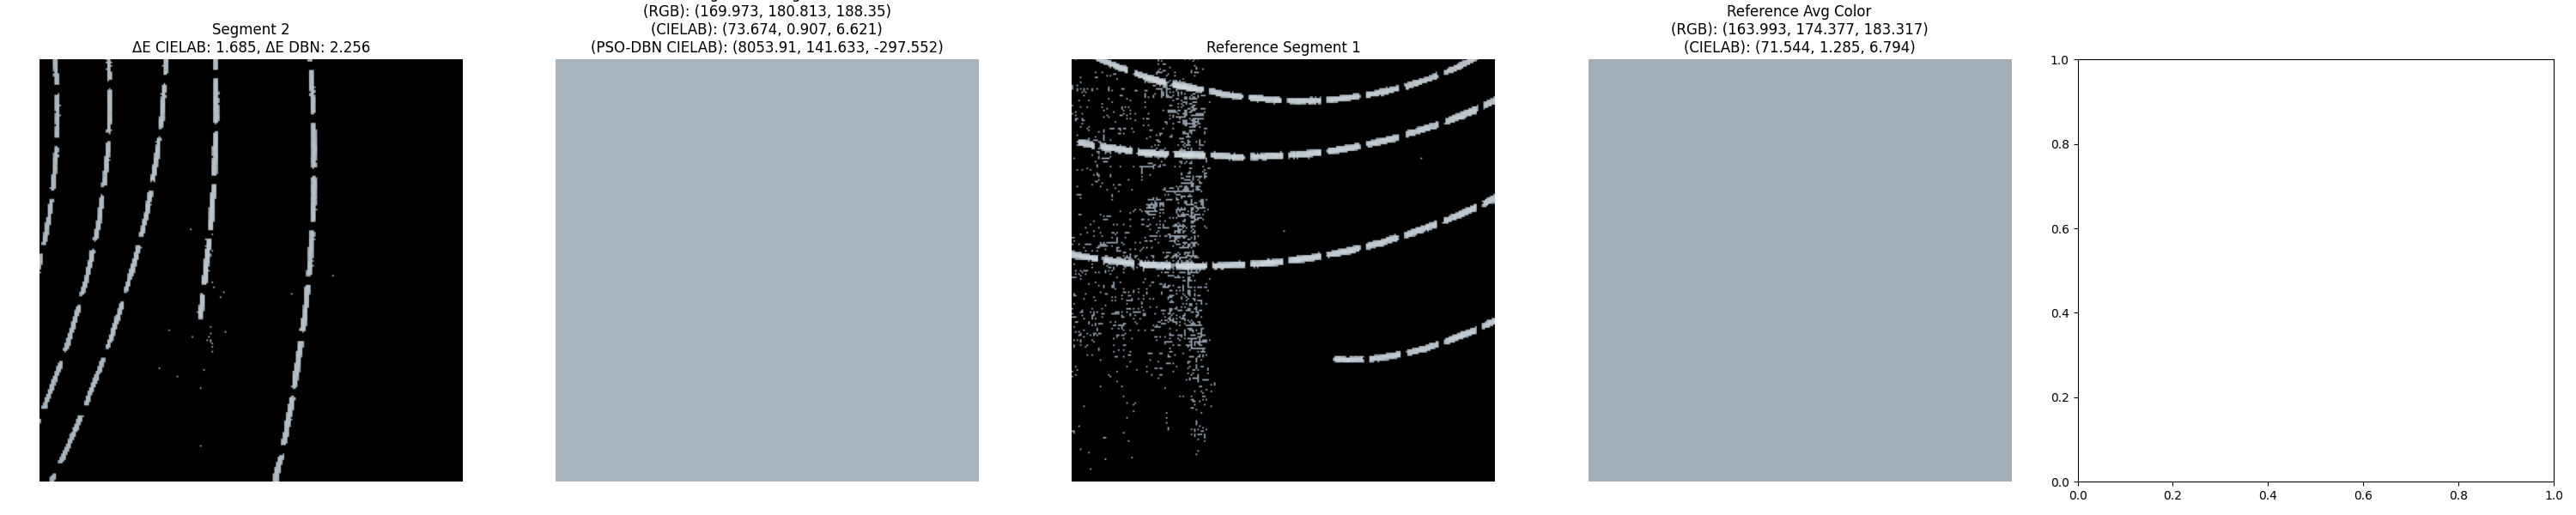 Segment 2
ΔE CIELAB: 1.685, ΔE DBN: 2.256
(RGB): (169.973, 180.813, 188.35)
(CIELAB): (73.674, 0.907, 6.621)
(PSO-DBN CIELAB): (8053.91, 141.633, -297.552)
Reference Segment 1
Reference Avg Color
(RGB): (163.993, 174.377, 183.317)
(CIELAB): (71.544, 1.285, 6.794)
1.0
0.8
0.6
0.4
0.2
0.0
0.0 0.2 0.4 0.6 0.8 1.0